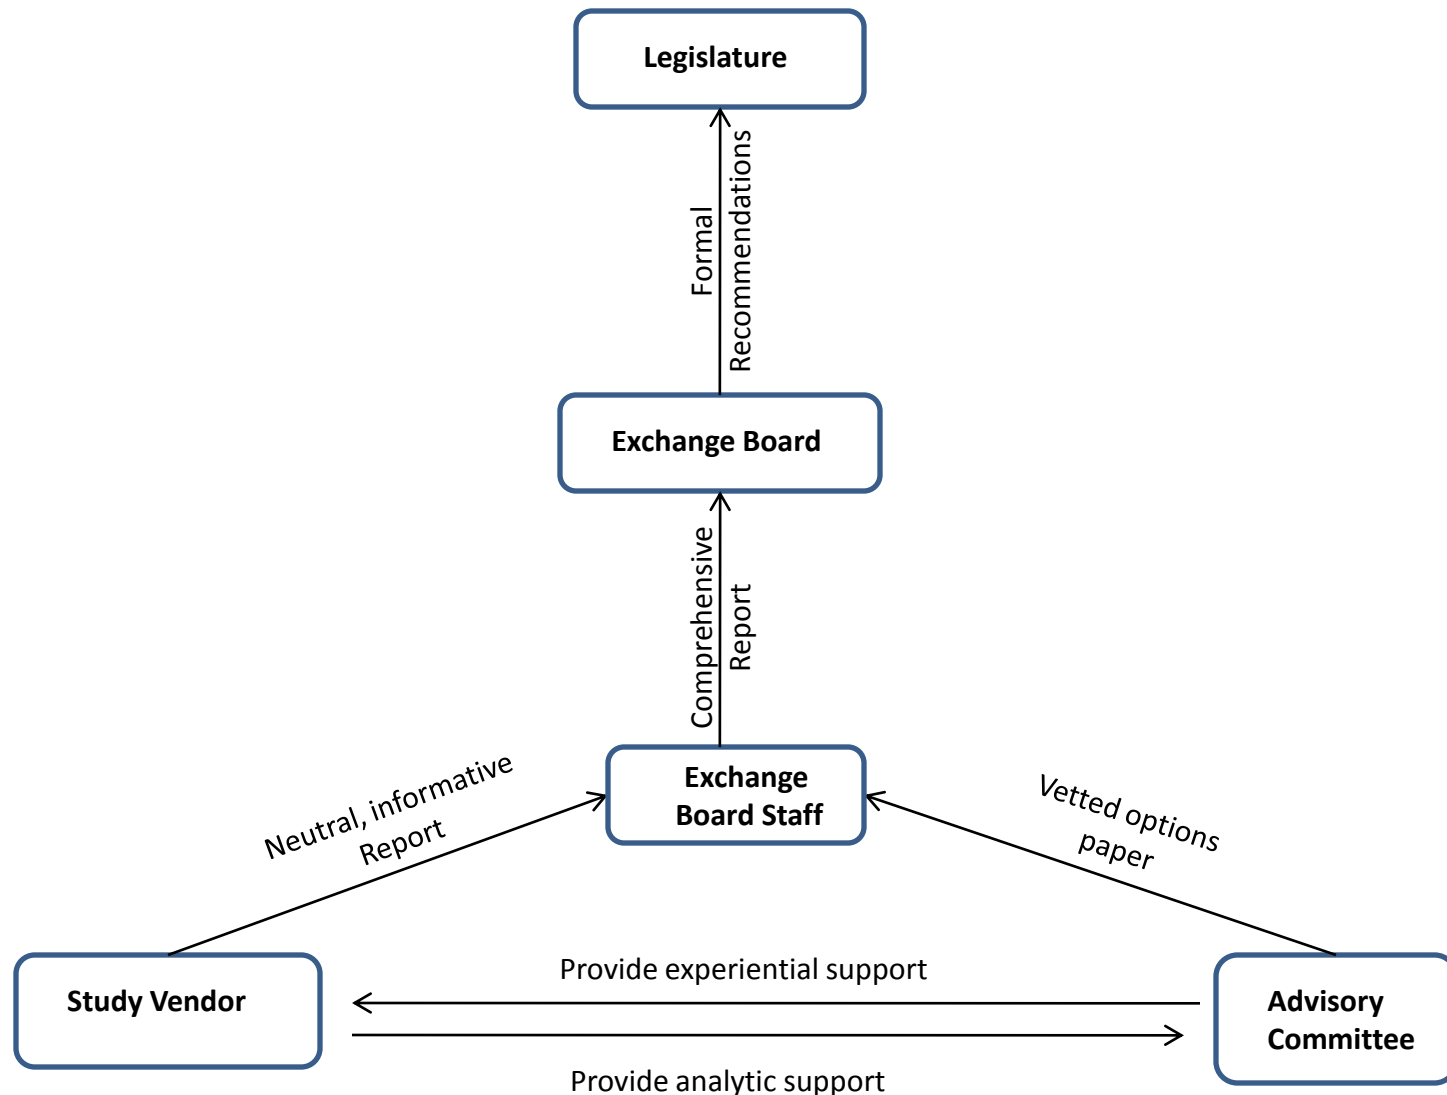 Legislature
Formal
Recommendations
Exchange Board
Comprehensive
Report
Exchange
Board Staff
Neutral, informative
Report
Vetted options
paper
Study Vendor
Provide experiential support
Provide analytic support
Advisory
Committee